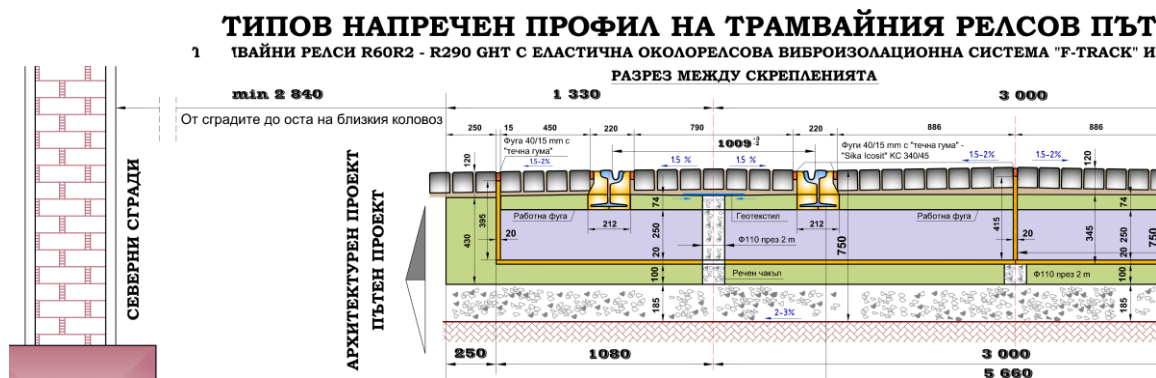 ТИПОВ НАПРЕЧЕН ПРОФИЛ НА ТРАМВАЙНИЯ РЕЛСОВ ПЪТ
ВАЙНИ РЕЛСИ R60R2 - R290 GHT С ЕЛАСТИЧНА ОКОЛОРЕЛСОВА ВИБРОИЗОЛАЦИОННА СИСТЕМА "F-TRACK" И
РАЗРЕЗ МЕЖДУ СКРЕПЛЕНИЯТА
min 2 840
1 330
3 000
От сградите до оста на близкия коловоз
250
15
450
220
790
220
886
886
1009
Фуга 40/15 mm с
"течна гума"
Фуги 40/15 mm с "течна гума" -
"Sika Icosit" KC 340/45
1.5-2%
1.5 %
1.5 %
1.5-2%
1.5-2%
120
120
74
74
Работна фуга
Геотекстил
Работна фуга
395
430
20
212
250
20
212
750
415
20
345
250
20
750
Ф110 през 2 m
100
Речен чакъл
Ф110 през 2 m
100
185
185
2-3%
СЕВЕРНИ СГРАДИ
АРХИТЕКТУРЕН ПРОЕКТ
ПЪТЕН ПРОЕКТ
250
1080
3 000
5 660